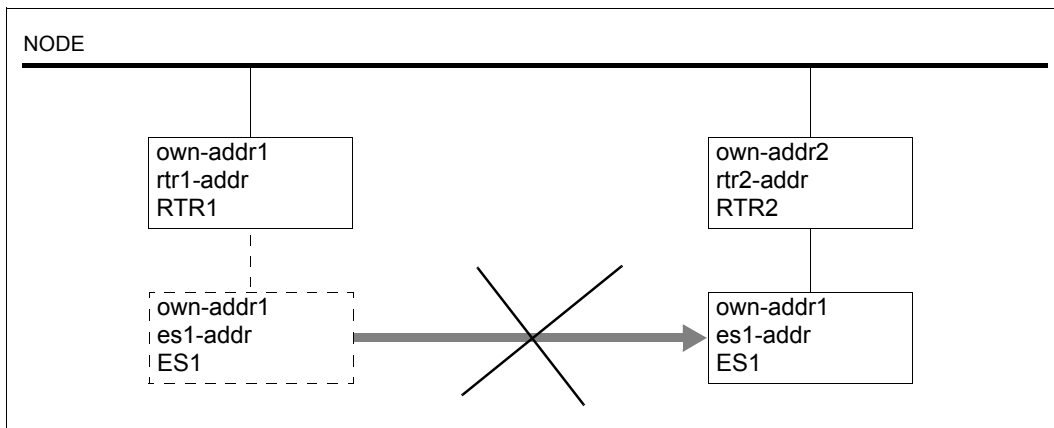 NODE
own-addr1
rtr1-addr
RTR1
own-addr2
rtr2-addr
RTR2
own-addr1
es1-addr
ES1
own-addr1
es1-addr
ES1